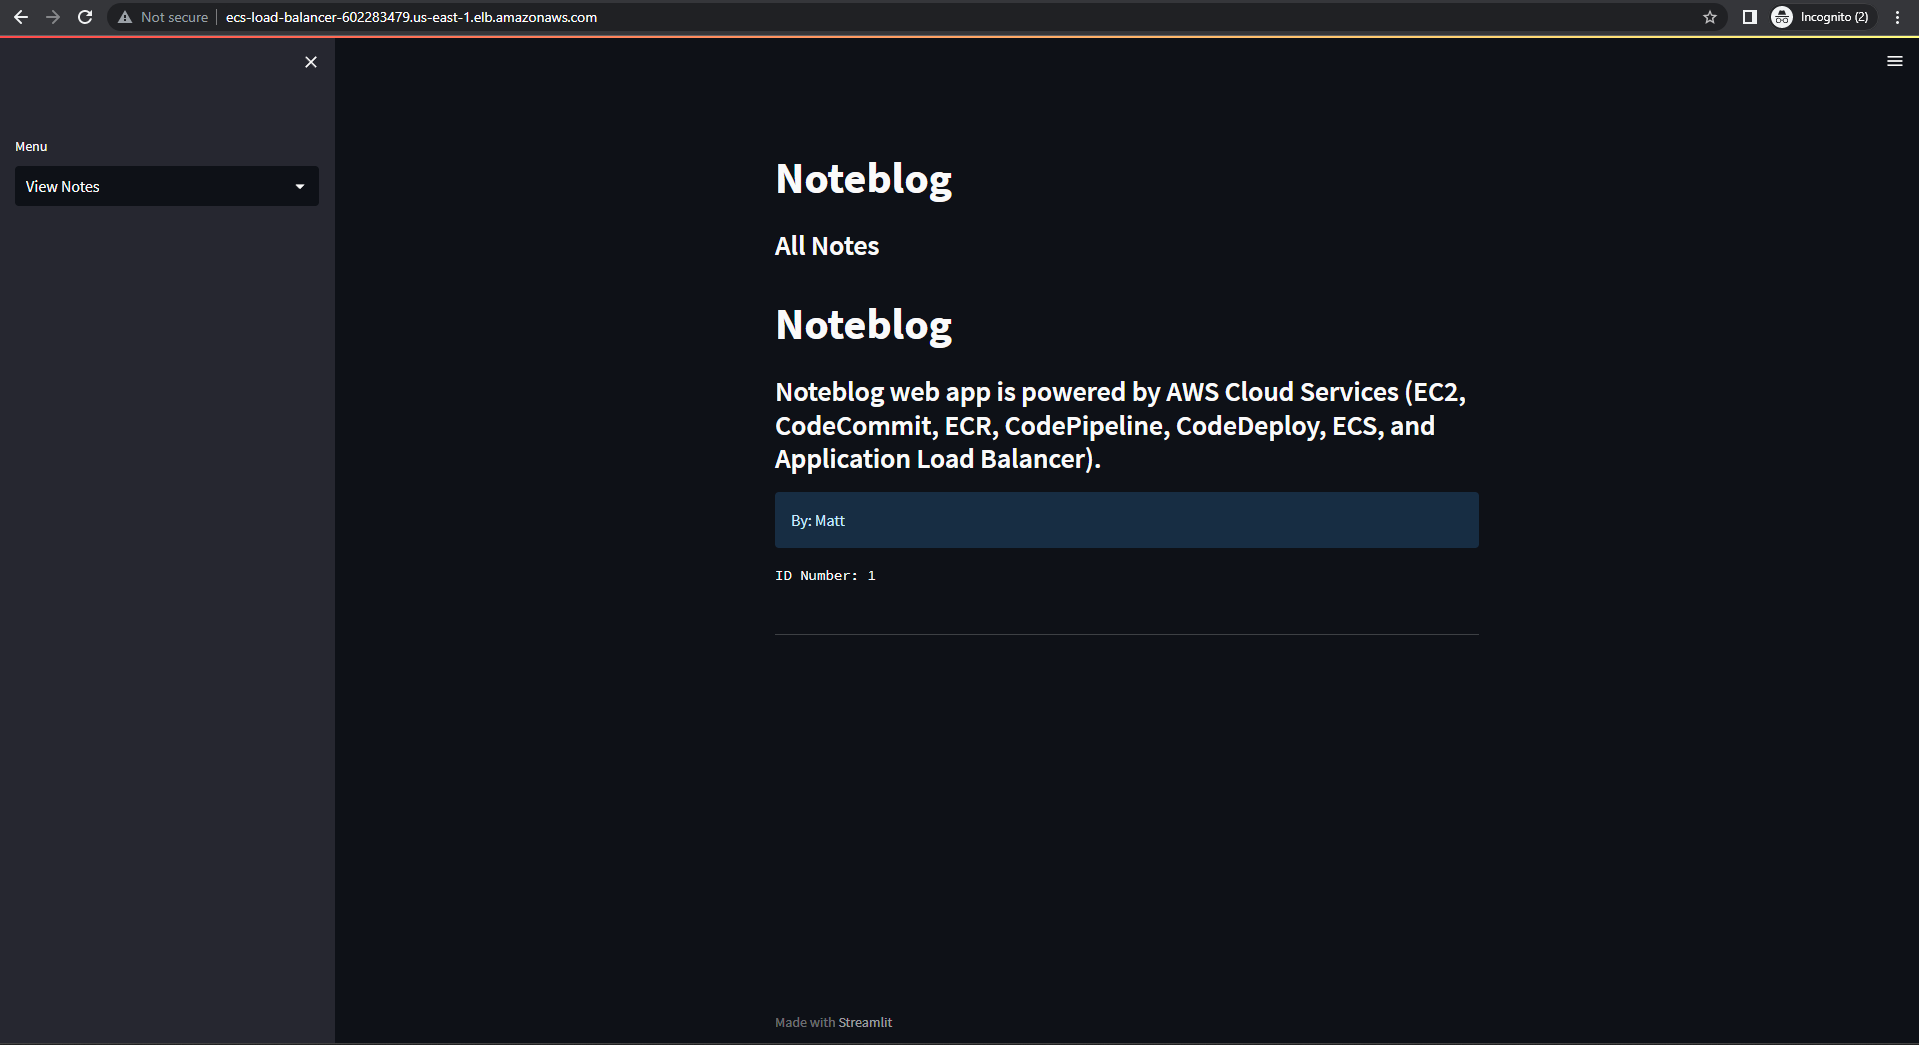 Not secure
ecs-load-balancer-602283479.us-east-1.elb.amazonaws.com
Incognito (2)
Menu
View Notes
Noteblog
All Notes
Noteblog
Noteblog web app is powered by AWS Cloud Services (EC2,
CodeCommit, ECR, CodePipeline, CodeDeploy, ECS, and
Application Load Balancer).
By: Matt
ID Number: 1
Made with Streamlit